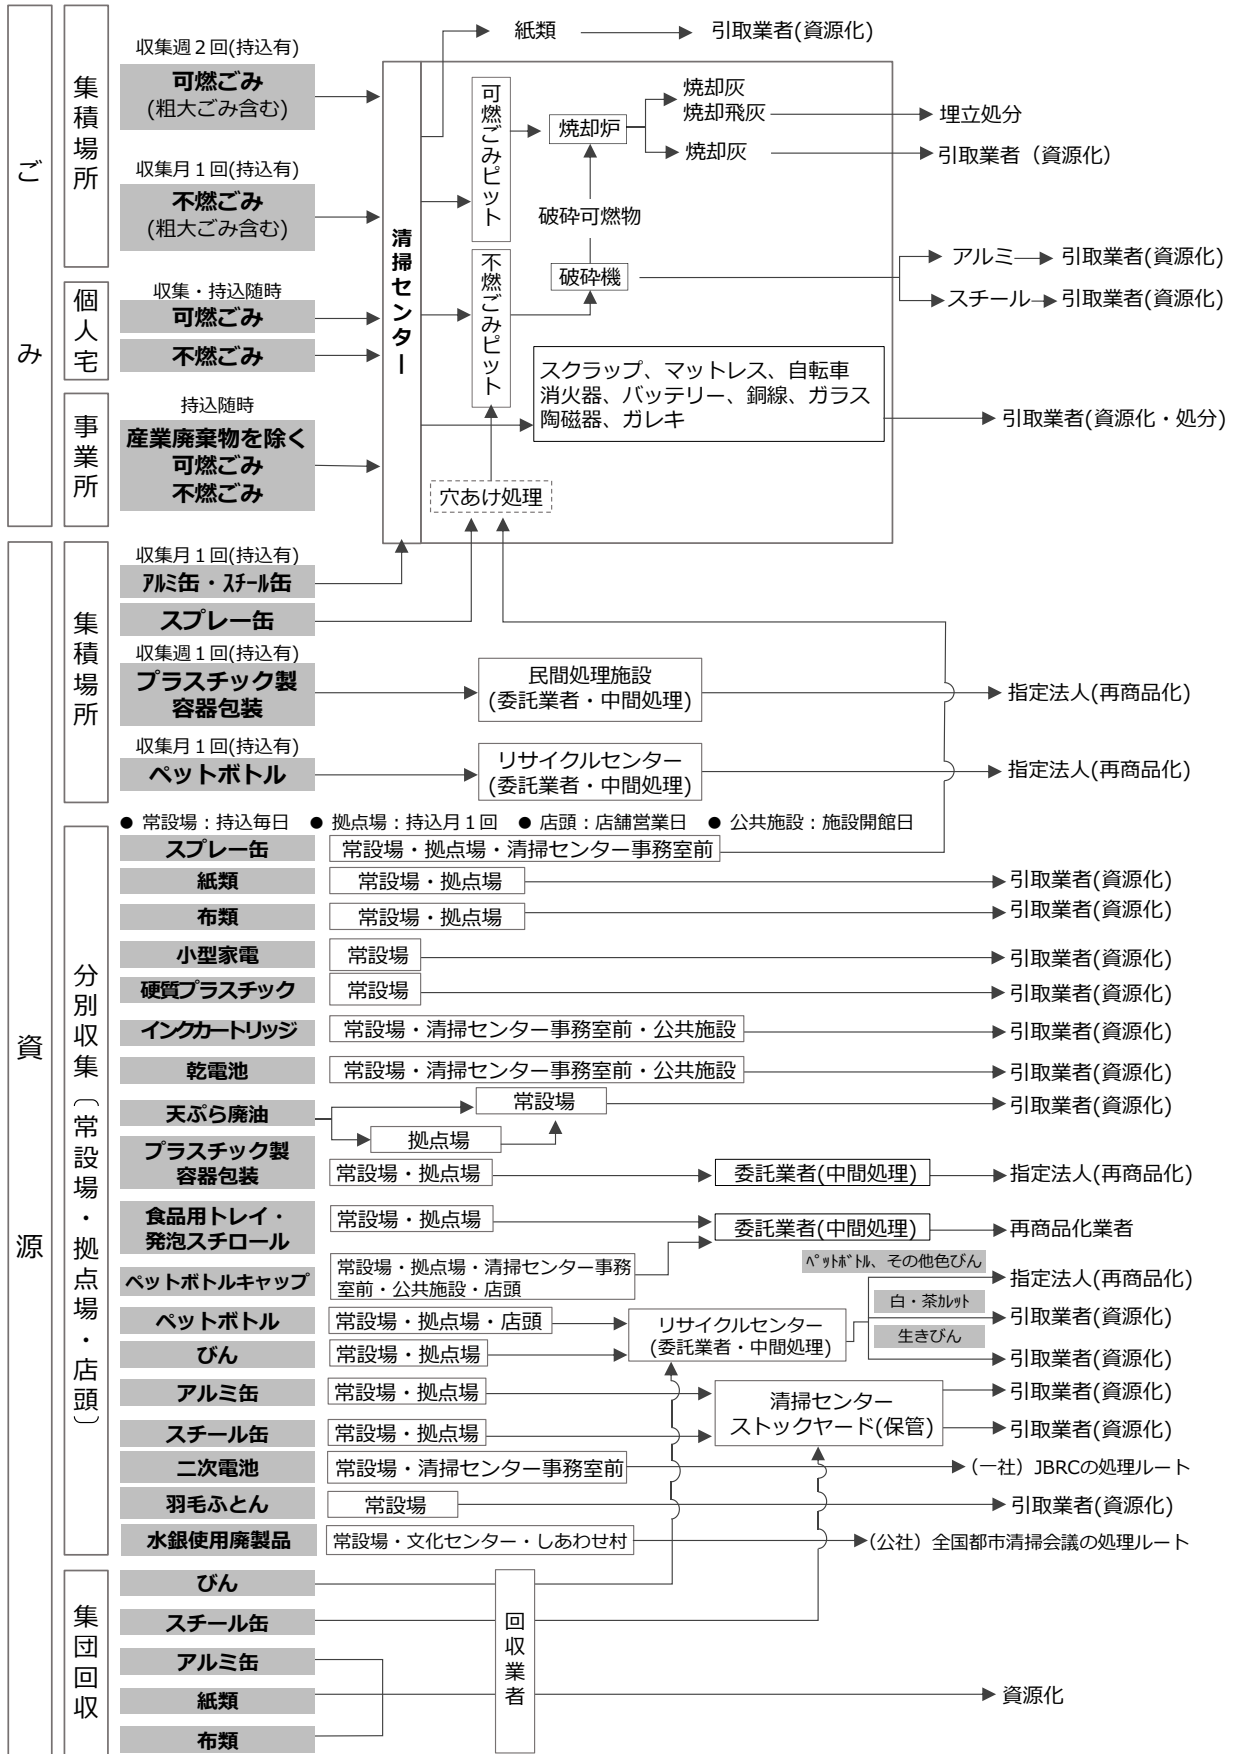 ごみ
集積場所
収集週2回(持込有)
可燃ごみ
(粗大ごみ含む)
収集月1回(持込有)
不燃ごみ
(粗大ごみ含む)
個人宅
収集・持込随時
可燃ごみ
不燃ごみ
事業所
持込随時
産業廃棄物を除く
可燃ごみ
不燃ごみ
清掃センター
紙類
引取業者(資源化)
可燃ごみピット
焼却炉
焼却灰
焼却飛灰
埋立処分
焼却灰
引取業者（資源化）
破砕可燃物
不燃ごみピット
破砕機
アルミ
引取業者(資源化)
スチール
引取業者(資源化)
スクラップ、マットレス、自転車
消火器、バッテリー、銅線、ガラス
陶磁器、ガレキ
引取業者(資源化・処分)
穴あけ処理
資源
集積場所
収集月1回(持込有)
アルミ缶・スチール缶
スプレー缶
収集週1回(持込有)
プラスチック製
容器包装
民間処理施設
(委託業者・中間処理)
指定法人(再商品化)
収集月1回(持込有)
ペットボトル
リサイクルセンター
(委託業者・中間処理)
指定法人(再商品化)
分別収集〔常設場・拠点場・店頭〕
● 常設場：持込毎日 ● 拠点場：持込月1回 ● 店頭：店舗営業日 ● 公共施設：施設開館日
スプレー缶 常設場・拠点場・清掃センター事務室前
紙類 常設場・拠点場 引取業者(資源化)
布類 常設場・拠点場 引取業者(資源化)
小型家電 常設場 引取業者(資源化)
硬質プラスチック 常設場 引取業者(資源化)
インクカートリッジ 常設場・清掃センター事務室前・公共施設 引取業者(資源化)
乾電池 常設場・清掃センター事務室前・公共施設 引取業者(資源化)
天ぷら廃油 常設場 引取業者(資源化)
拠点場
プラスチック製
容器包装
常設場・拠点場 委託業者(中間処理) 指定法人(再商品化)
食品用トレイ・
発泡スチロール
常設場・拠点場 委託業者(中間処理) 再商品化業者
ペットボトルキャップ
常設場・拠点場・清掃センター事務
室前・公共施設・店頭
ペットボトル 常設場・拠点場・店頭
びん 常設場・拠点場
リサイクルセンター
(委託業者・中間処理)
ペットボトル、その他色びん
指定法人(再商品化)
白・茶カレット
引取業者(資源化)
生きびん
引取業者(資源化)
アルミ缶 常設場・拠点場
スチール缶 常設場・拠点場
清掃センター
ストックヤード(保管)
引取業者(資源化)
引取業者(資源化)
二次電池 常設場・清掃センター事務室前 （一社）JBRCの処理ルート
羽毛ふとん 常設場 引取業者(資源化)
水銀使用廃製品 常設場・文化センター・しあわせ村 (公社）全国都市清掃会議の処理ルート
集団回収
びん
スチール缶
アルミ缶
紙類
布類
回収業者
資源化